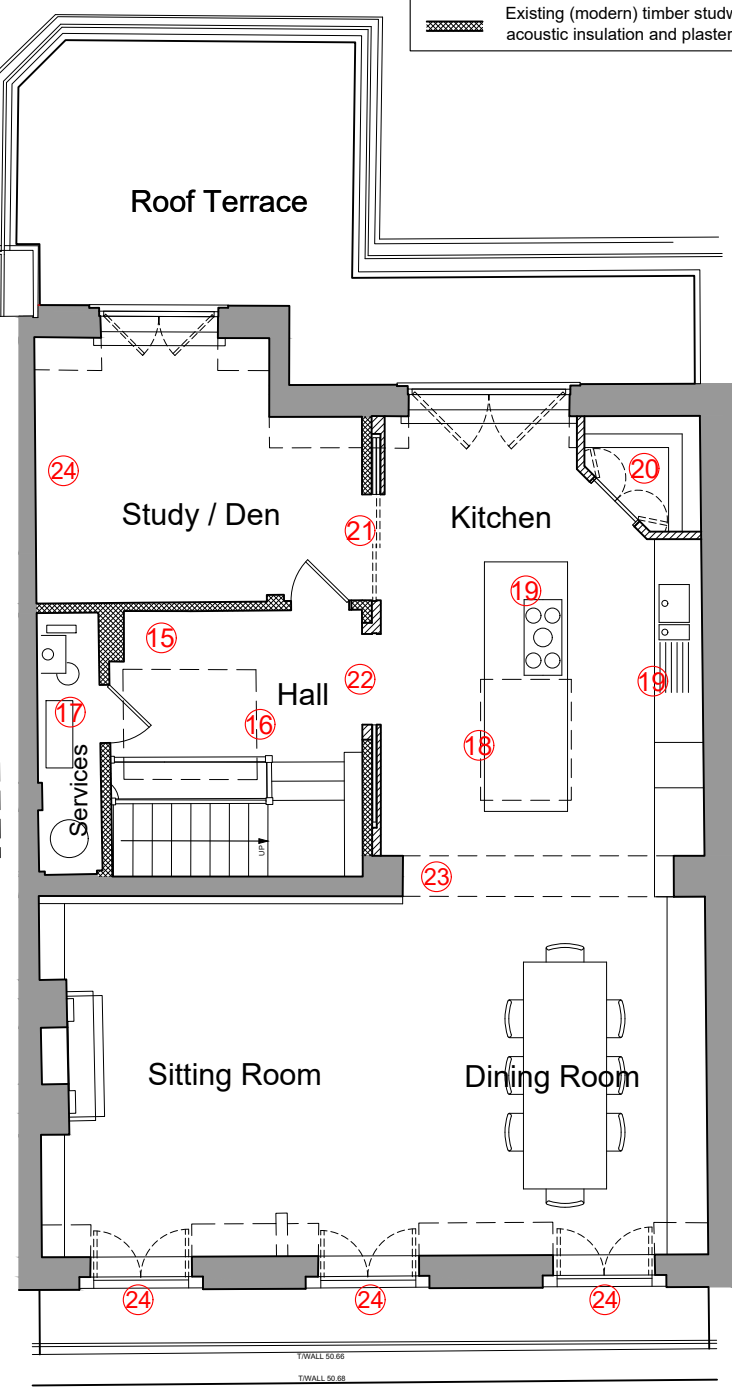 Existing (modern) timber
acoustic insulation and
Roof Terrace
24
20
Study / Den
21
Kitchen
19
15
22
19
Hall
17
16
18
Services
UP
23
Sitting Room
Dining Room
24
24
24
T/WALL 50.66
T/WALL 50.68